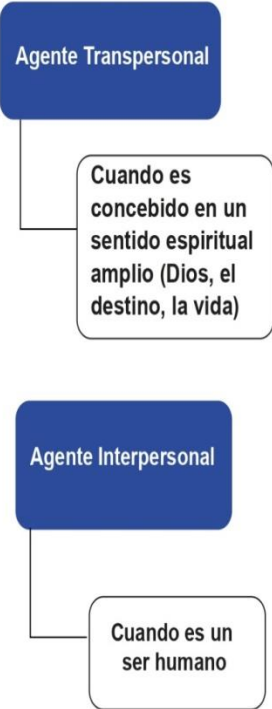 Agente Transpersonal
Cuando es
concebido en un
sentido espiritual
amplio (Dios, el
destino, la vida)
Agente Interpersonal
Cuando es un
ser humano